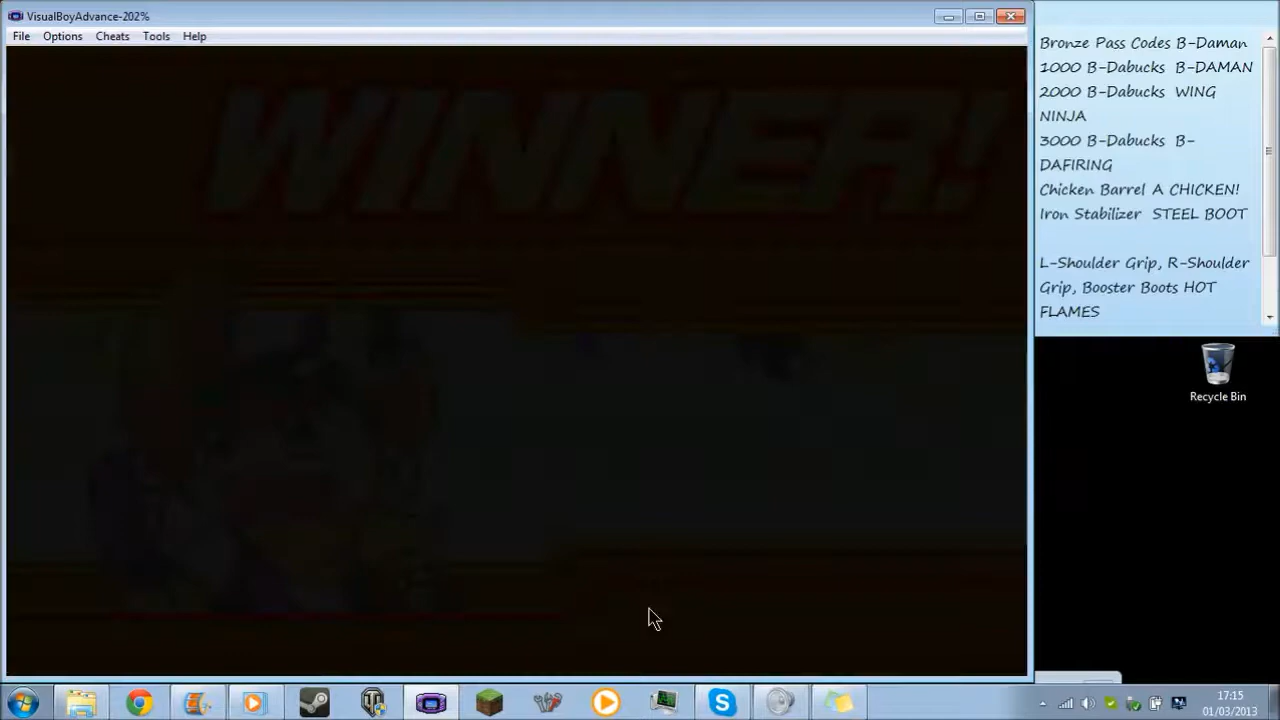 VisualBoyAdvance-202%
File Options Cheats Tools Help
WINNER!
Bronze Pass Codes B-Daman
1000 B-Dabucks B-DAMAN
2000 B-Dabucks WING
NINJA
3000 B-Dabucks B-
DAFIRING
Chicken Barrel A CHICKEN!
Iron Stabilizer STEEL BOOT
L-Shoulder Grip, R-Shoulder
Grip, Booster Boots HOT
FLAMES
Recycle Bin
17:15
01/03/2013